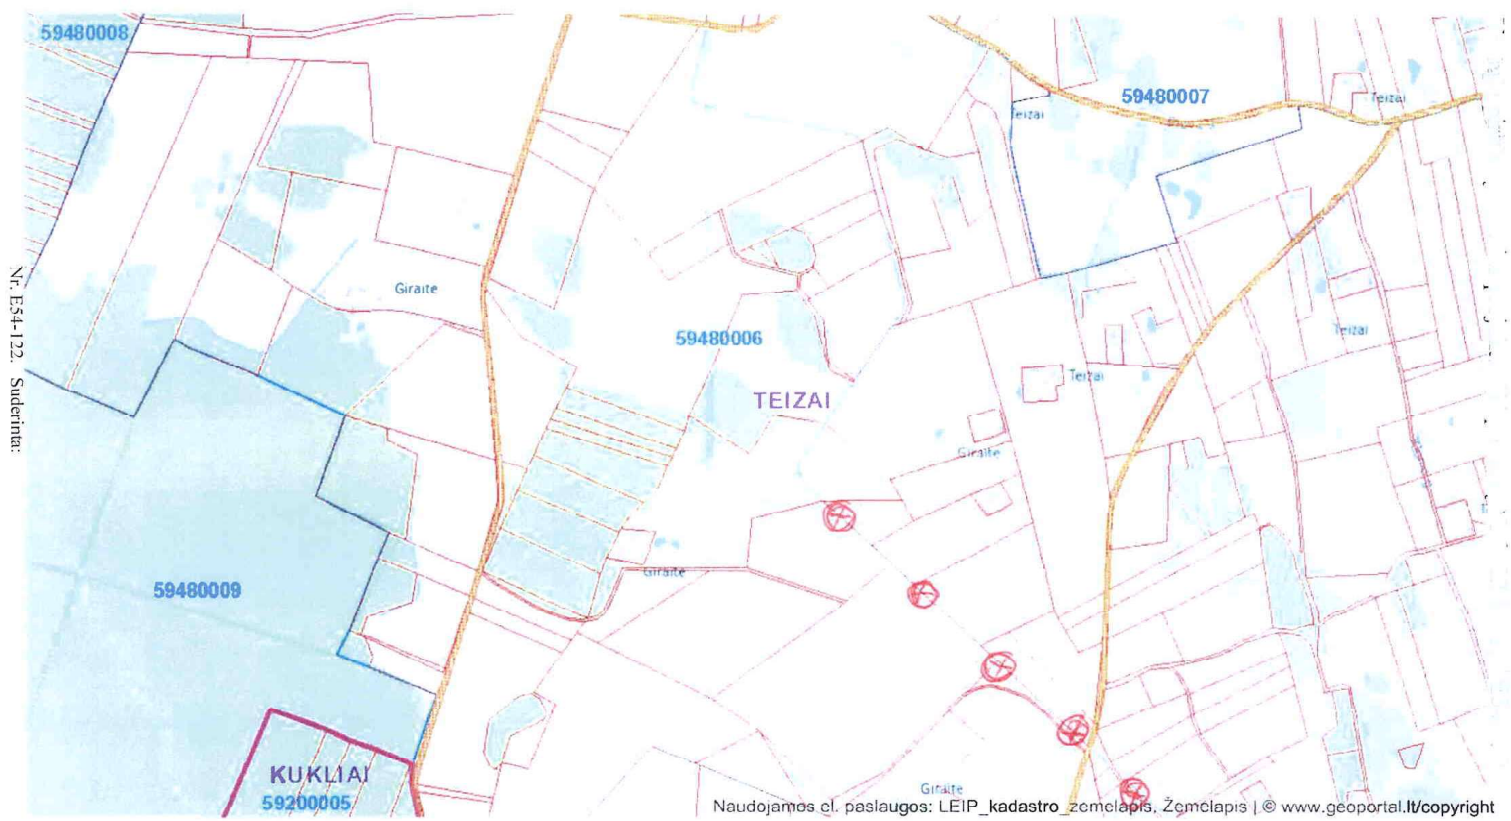 59480008
59480007
Teizai
Teizai
Giraite
Nr. E54-122. Suderinta:
59480006
Teizai
Teizai
TEIZAI
Giraite
Giraite
59480009
KUKLIAI
59200005
Giraite
Naudojamos el. paslaugos: LEIP_kadastro_zemelapis, Žemėlapis | © www.geoportal.lt/copyright